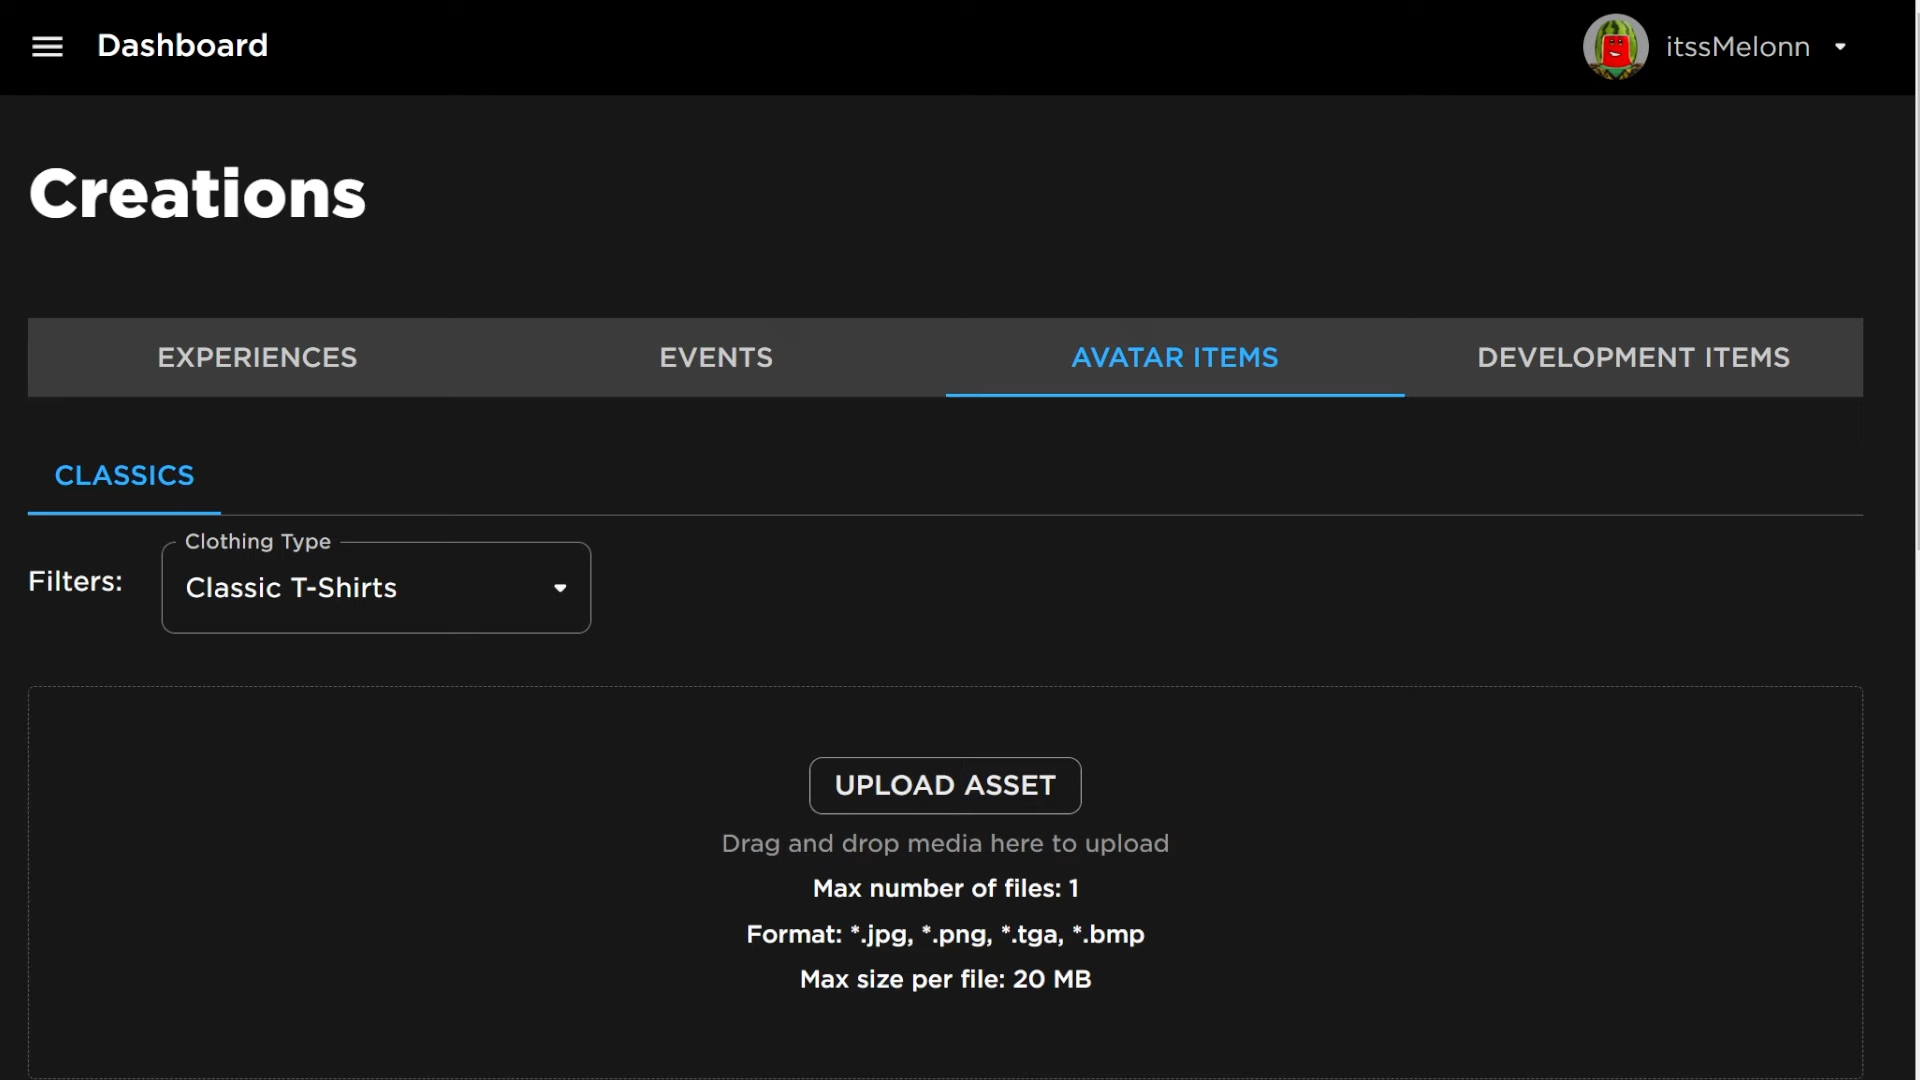 Dashboard
itssMelonn
Creations
EXPERIENCES
EVENTS
AVATAR ITEMS
DEVELOPMENT ITEMS
CLASSICS
Filters:
Clothing Type
Classic T-Shirts
UPLOAD ASSET
Drag and drop media here to upload
Max number of files: 1
Format: *.jpg, *.png, *.tga, *.bmp
Max size per file: 20 MB